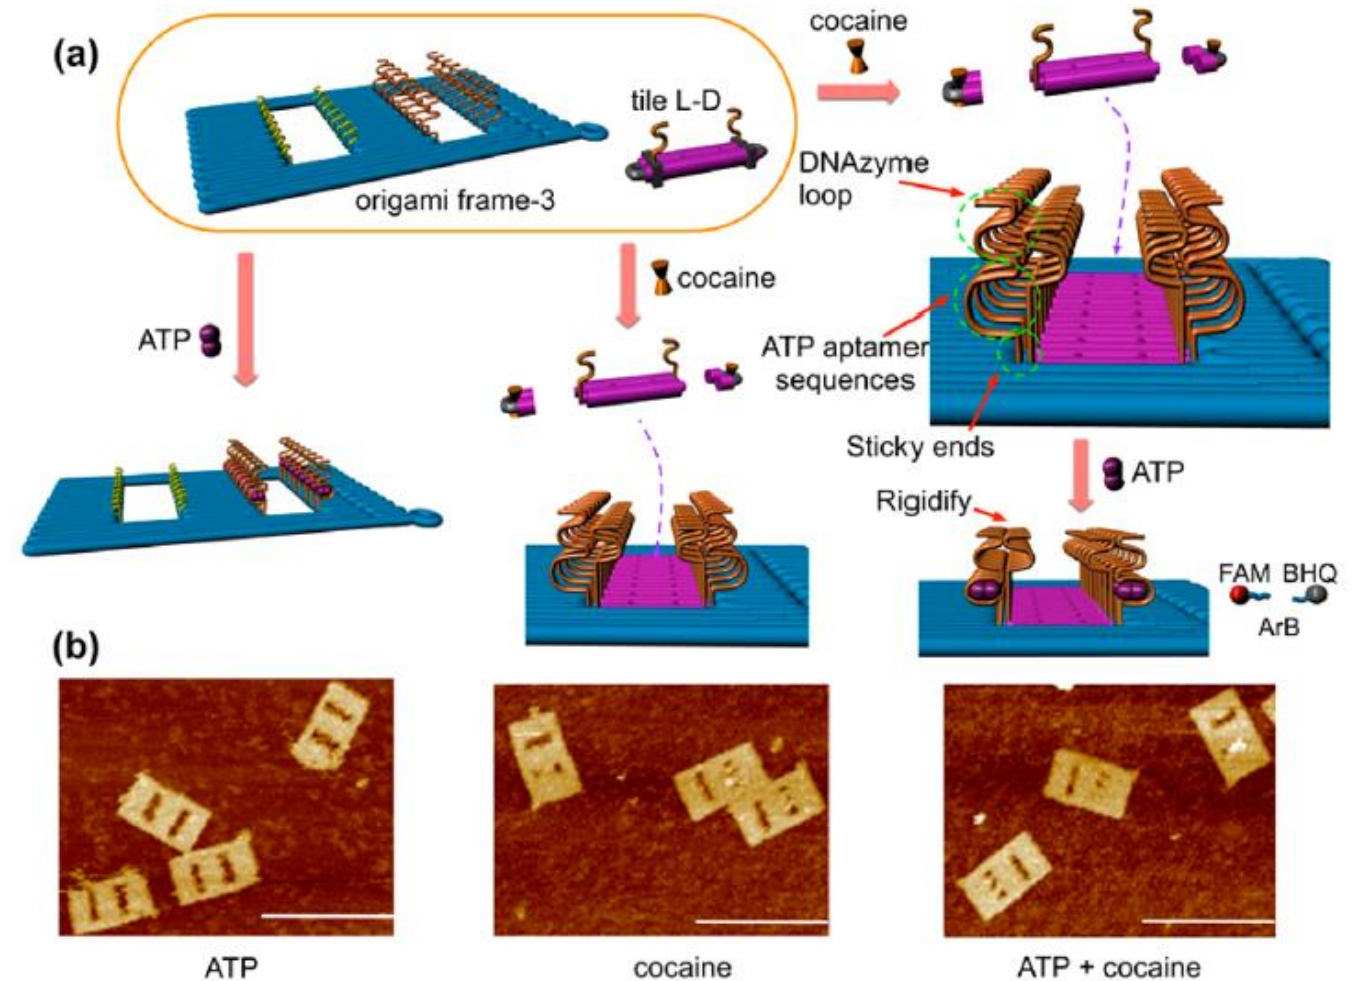 (a)
cocaine
tile L-D
origami frame-3
DNAzyme
loop
ATP
cocaine
ATP aptamer
sequences
Sticky ends
ATP
Rigidify
FAM BHQ
ArB
(b)
ATP
cocaine
ATP + cocaine